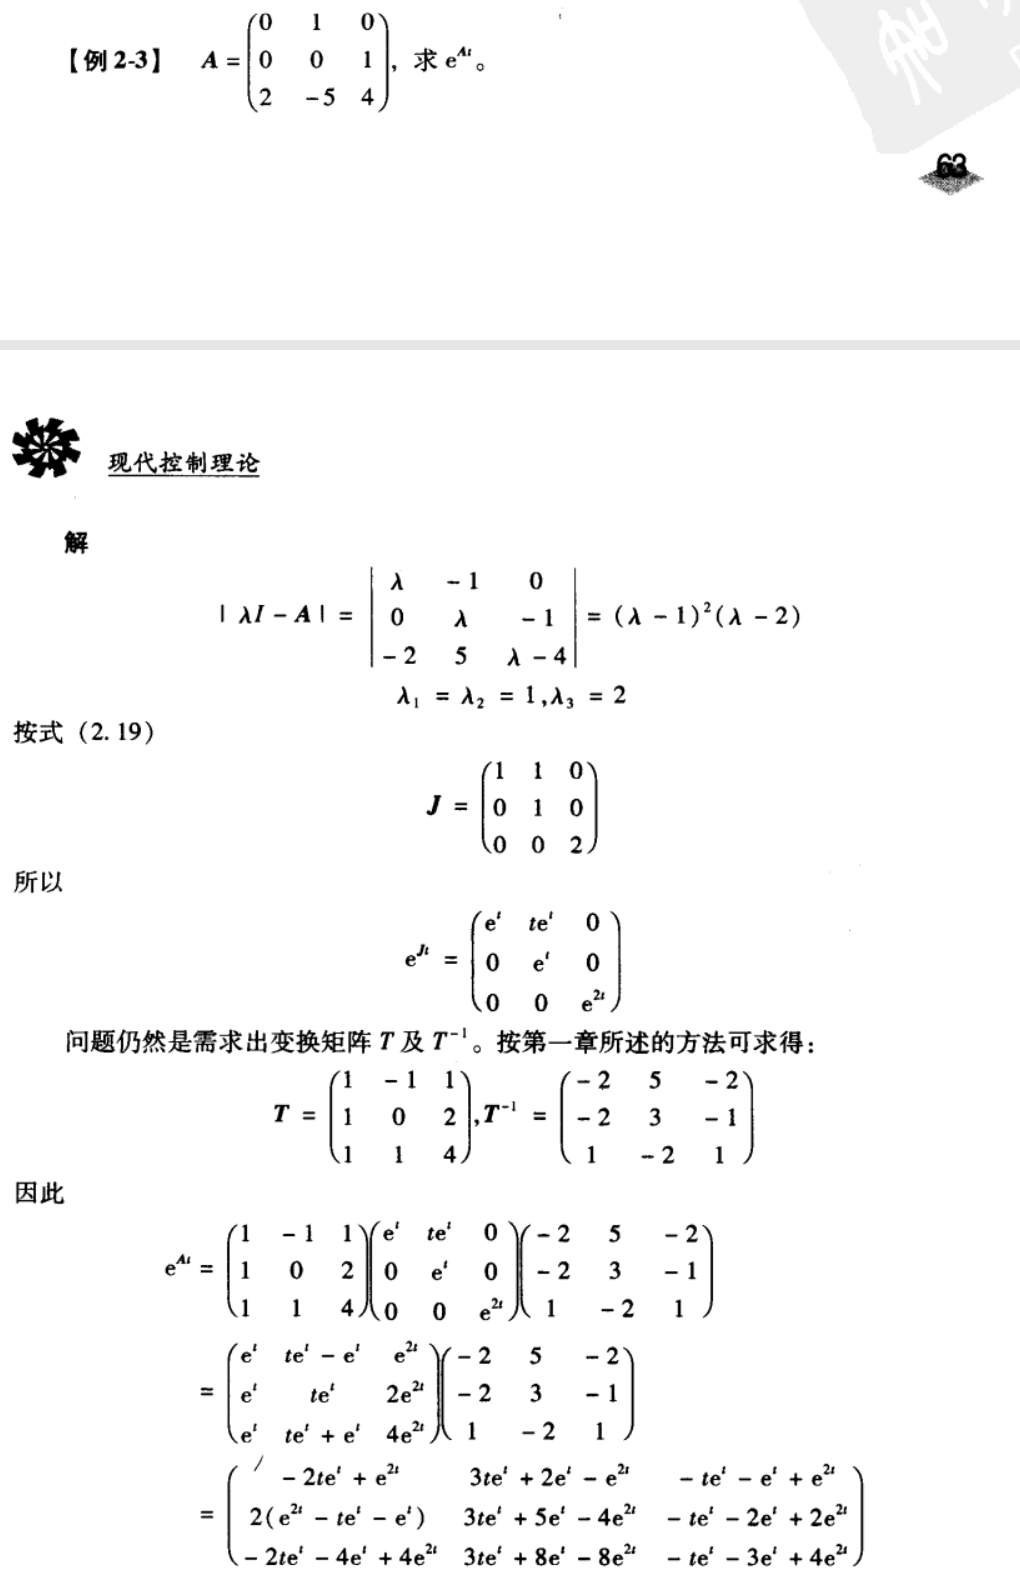 【例 2-3】 A = \begin{pmatrix} 0 & 1 & 0 \\ 0 & 0 & 1 \\ 2 & -5 & 4 \end{pmatrix}, 求 e^{At}。
63
现代控制理论
解
| λI - A | = \begin{vmatrix} λ & -1 & 0 \\ 0 & λ & -1 \\ -2 & 5 & λ-4 \end{vmatrix} = (λ - 1)^2(λ - 2)
λ_1 = λ_2 = 1, λ_3 = 2
按式（2.19）
J = \begin{pmatrix} 1 & 1 & 0 \\ 0 & 1 & 0 \\ 0 & 0 & 2 \end{pmatrix}
所以
e^{Jt} = \begin{pmatrix} e^t & te^t & 0 \\ 0 & e^t & 0 \\ 0 & 0 & e^{2t} \end{pmatrix}
问题仍然是需求出变换矩阵 T 及 T^{-1}。按第一章所述的方法可求得：
T = \begin{pmatrix} 1 & -1 & 1 \\ 1 & 0 & 2 \\ 1 & 1 & 4 \end{pmatrix}, T^{-1} = \begin{pmatrix} -2 & 5 & -2 \\ -2 & 3 & -1 \\ 1 & -2 & 1 \end{pmatrix}
因此
e^{At} = \begin{pmatrix} 1 & -1 & 1 \\ 1 & 0 & 2 \\ 1 & 1 & 4 \end{pmatrix} \begin{pmatrix} e^t & te^t & 0 \\ 0 & e^t & 0 \\ 0 & 0 & e^{2t} \end{pmatrix} \begin{pmatrix} -2 & 5 & -2 \\ -2 & 3 & -1 \\ 1 & -2 & 1 \end{pmatrix}
= \begin{pmatrix} e^t & te^t - e^t & e^{2t} \\ e^t & te^t & 2e^{2t} \\ e^t & te^t + e^t & 4e^{2t} \end{pmatrix} \begin{pmatrix} -2 & 5 & -2 \\ -2 & 3 & -1 \\ 1 & -2 & 1 \end{pmatrix}
= \begin{pmatrix} -2te^t + e^{2t} & 3te^t + 2e^t - e^{2t} & -te^t - e^t + e^{2t} \\ 2(e^{2t} - te^t - e^t) & 3te^t + 5e^t - 4e^{2t} & -te^t - 2e^t + 2e^{2t} \\ -2te^t - 4e^t + 4e^{2t} & 3te^t + 8e^t - 8e^{2t} & -te^t - 3e^t + 4e^{2t} \end{pmatrix}